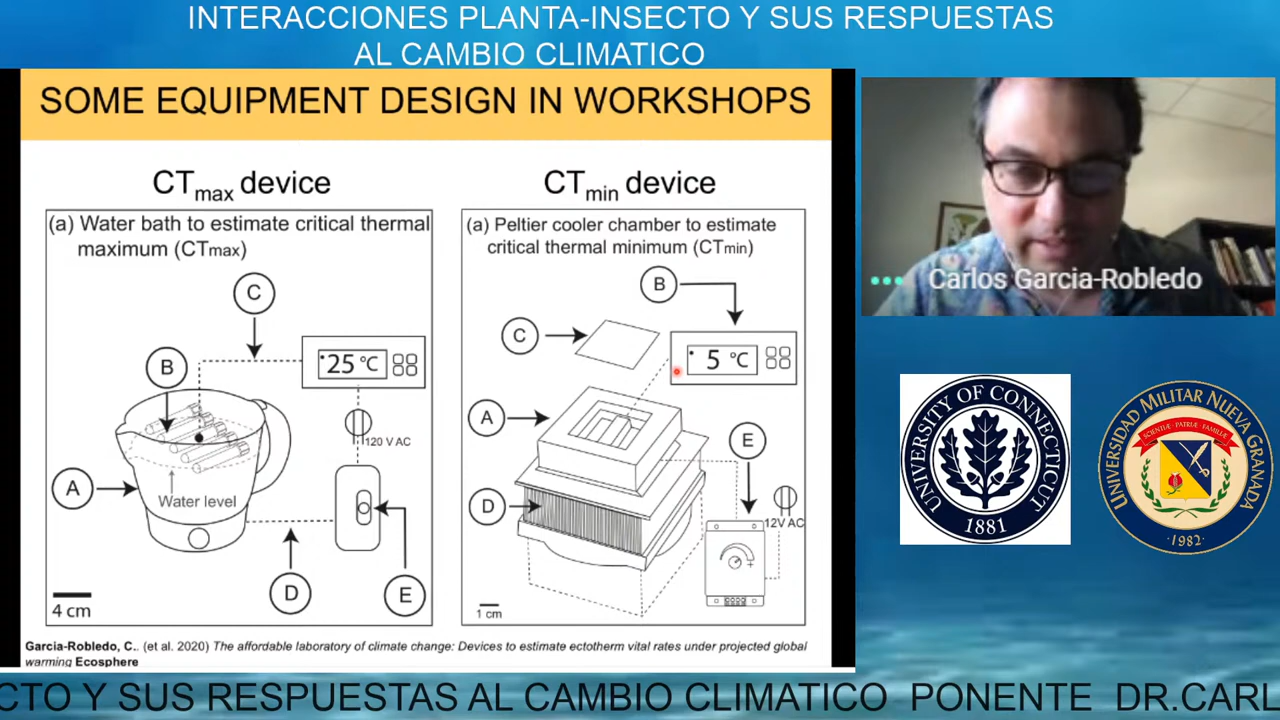 INTERACCIONES PLANTA-INSECTO Y SUS RESPUESTAS
AL CAMBIO CLIMATICO
SOME EQUIPMENT DESIGN IN WORKSHOPS
CTmax device
(a) Water bath to estimate critical thermal
maximum (CTmax)
C
B
25 °C
120 V AC
A
Water level
D
E
4 cm
CTmin device
(a) Peltier cooler chamber to estimate
critical thermal minimum (CTmin)
B
C
5 °C
A
E
D
12V AC
1 cm
Garcia-Robledo, C.. (et al. 2020) The affordable laboratory of climate change: Devices to estimate ectotherm vital rates under projected global
warming Ecosphere
Carlos Garcia-Robledo
UNIVERSITY OF CONNECTICUT
1881
UNIVERSIDAD MILITAR NUEVA GRANADA
SCIENTIÆ - PATRIÆ - FAMILIÆ
·1982·
CTO Y SUS RESPUESTAS AL CAMBIO CLIMATICO PONENTE DR.CARL